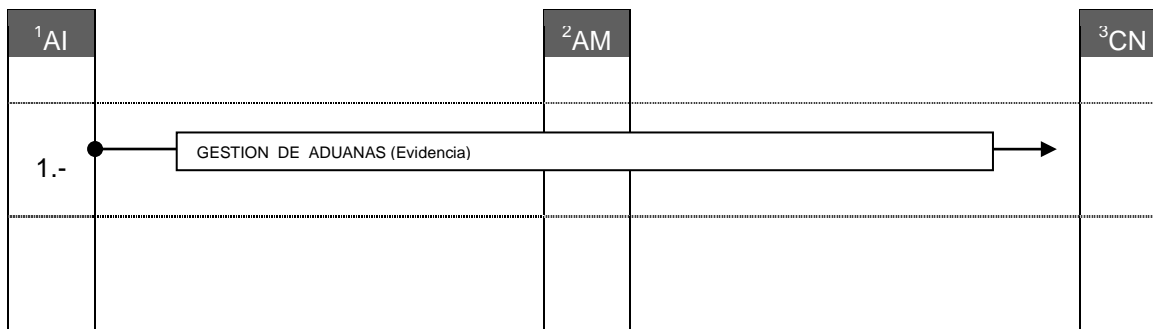 ¹AI
²AM
³CN
1.-
GESTION DE ADUANAS (Evidencia)